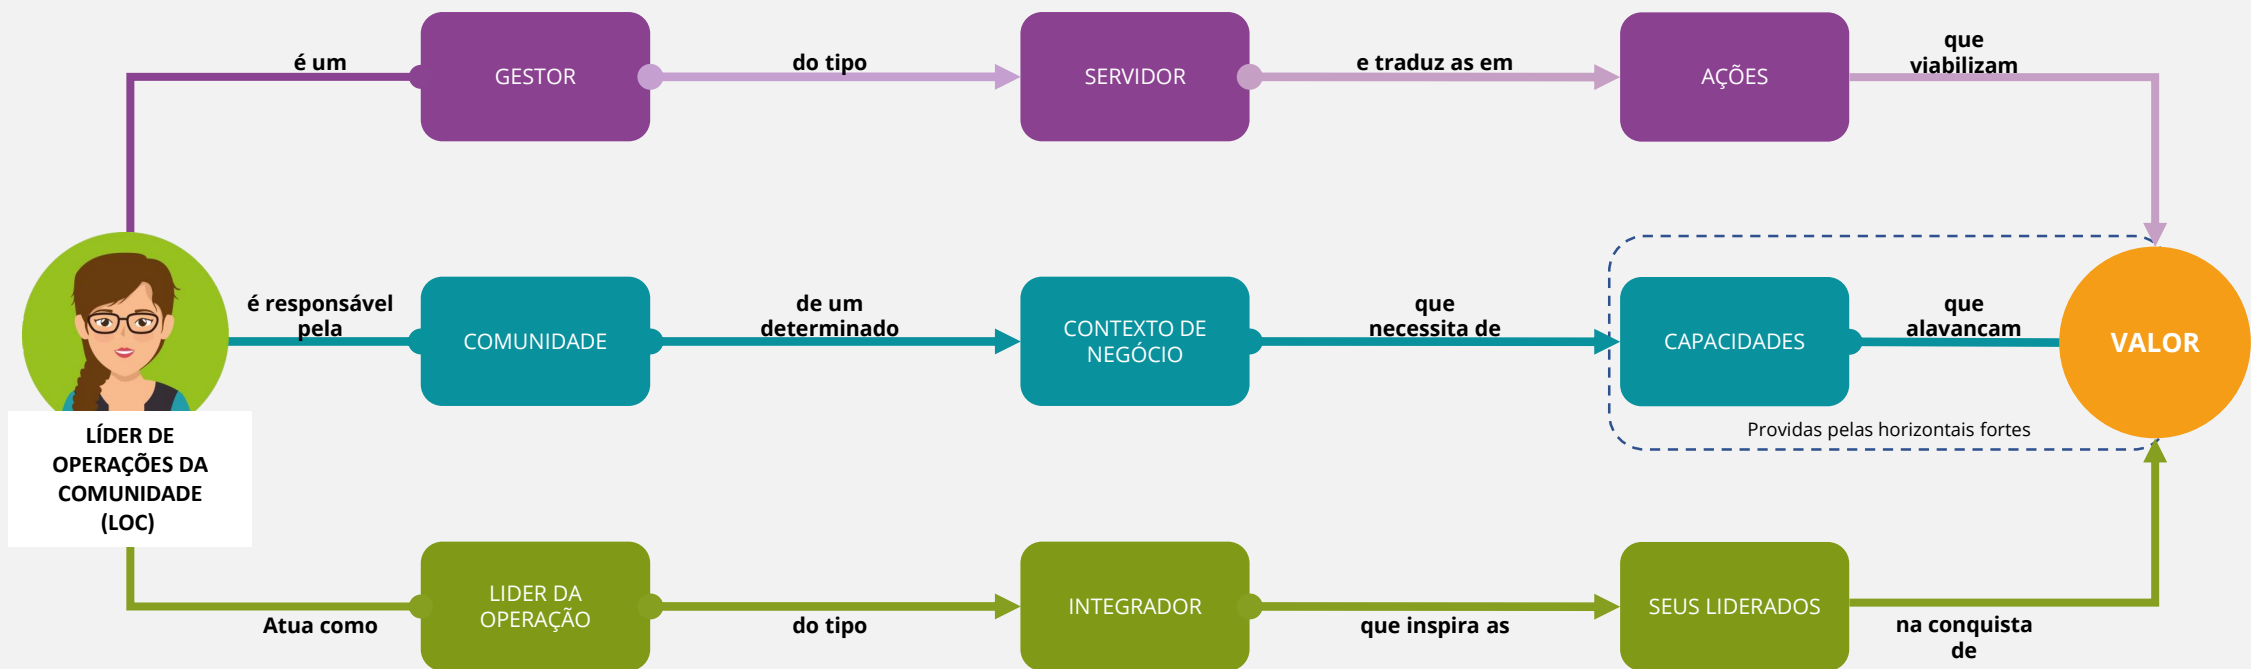 é um
GESTOR
do tipo
SERVIDOR
e traduz as em
AÇÕES
que
viabilizam
LÍDER DE
OPERAÇÕES DA
COMUNIDADE
(LOC)
é responsável
pela
COMUNIDADE
de um
determinado
CONTEXTO DE
NEGÓCIO
que
necessita de
CAPACIDADES
que
alavancam
VALOR
Providas pelas horizontais fortes
Atua como
LIDER DA
OPERAÇÃO
do tipo
INTEGRADOR
que inspira as
SEUS LIDERADOS
na conquista
de